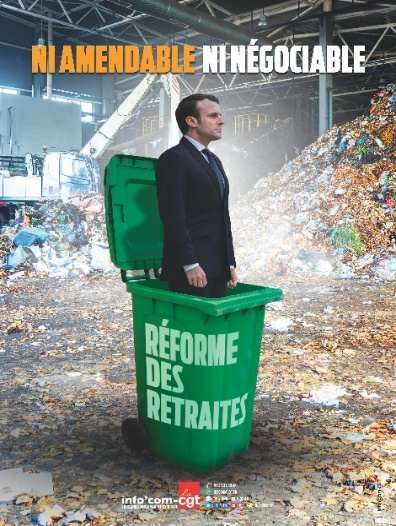 NI AMENDABLE NI NÉGOCIABLE
RÉFORME
DES
RETRAITES
info'com-cgt